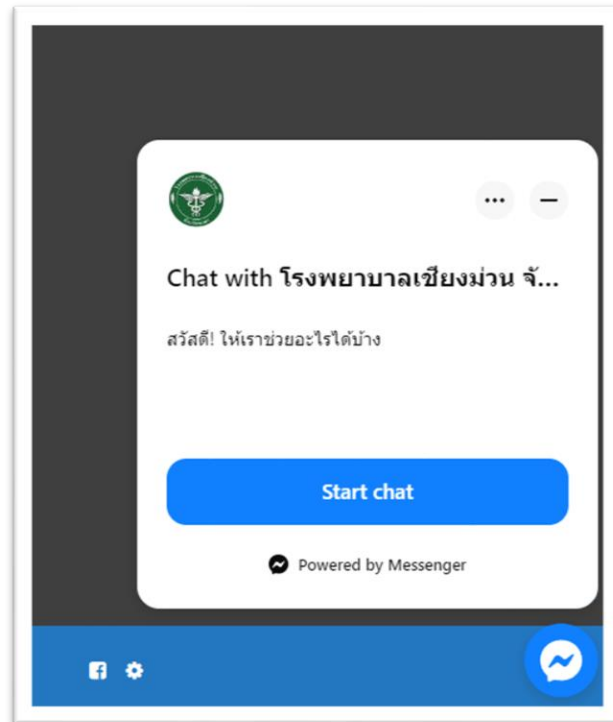 Chat with โรงพยาบาลเชียงม่วน จั...
สวัสดี! ให้เราช่วยอะไรได้บ้าง
Start chat
Powered by Messenger